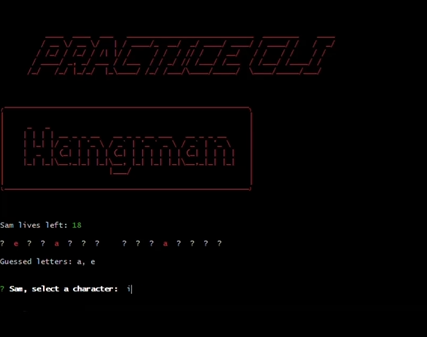 PRACTICE CLI
Hangman
Sam lives left: 18
? e ? ? a ? ? ? ? ? ? a ? ? ? ?
Guessed letters: a, e
? Sam, select a character: i